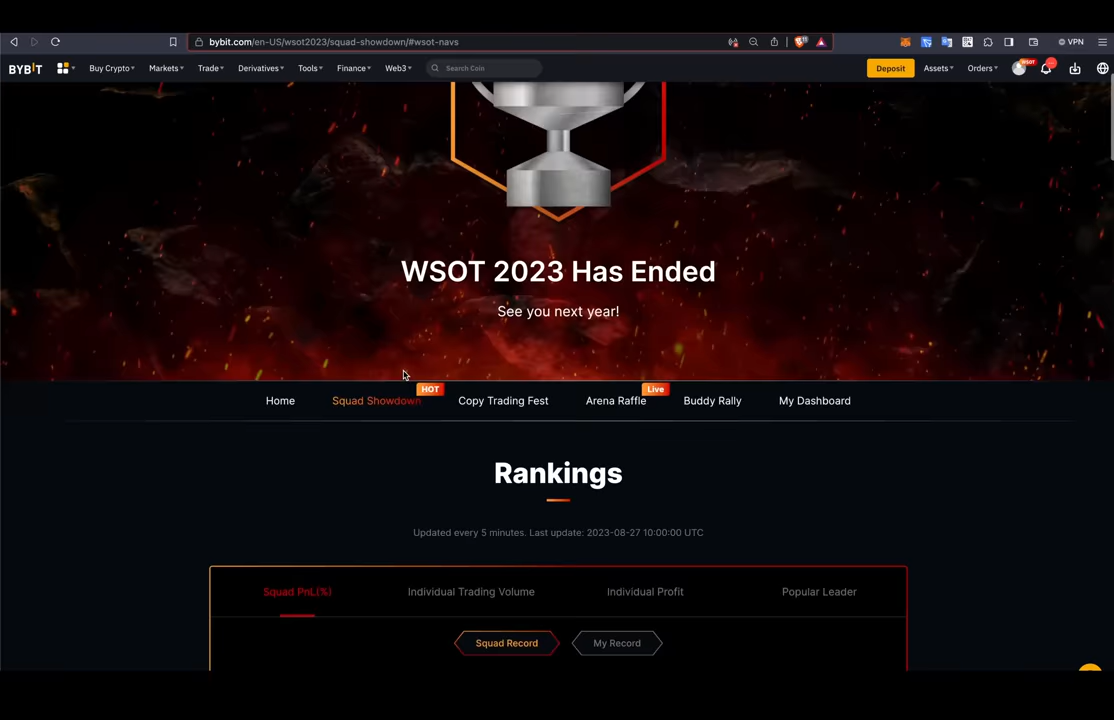 bybit.com/en-US/wsot2023/squad-showdown/#wsot-navs
VPN
BYBIT
Buy Crypto
Markets
Trade
Derivatives
Tools
Finance
Web3
Search Coin
Deposit
Assets
Orders
WSOT
WSOT 2023 Has Ended
See you next year!
HOT
Live
Home
Squad Showdown
Copy Trading Fest
Arena Raffle
Buddy Rally
My Dashboard
Rankings
Updated every 5 minutes. Last update: 2023-08-27 10:00:00 UTC
Squad PnL(%)
Individual Trading Volume
Individual Profit
Popular Leader
Squad Record
My Record